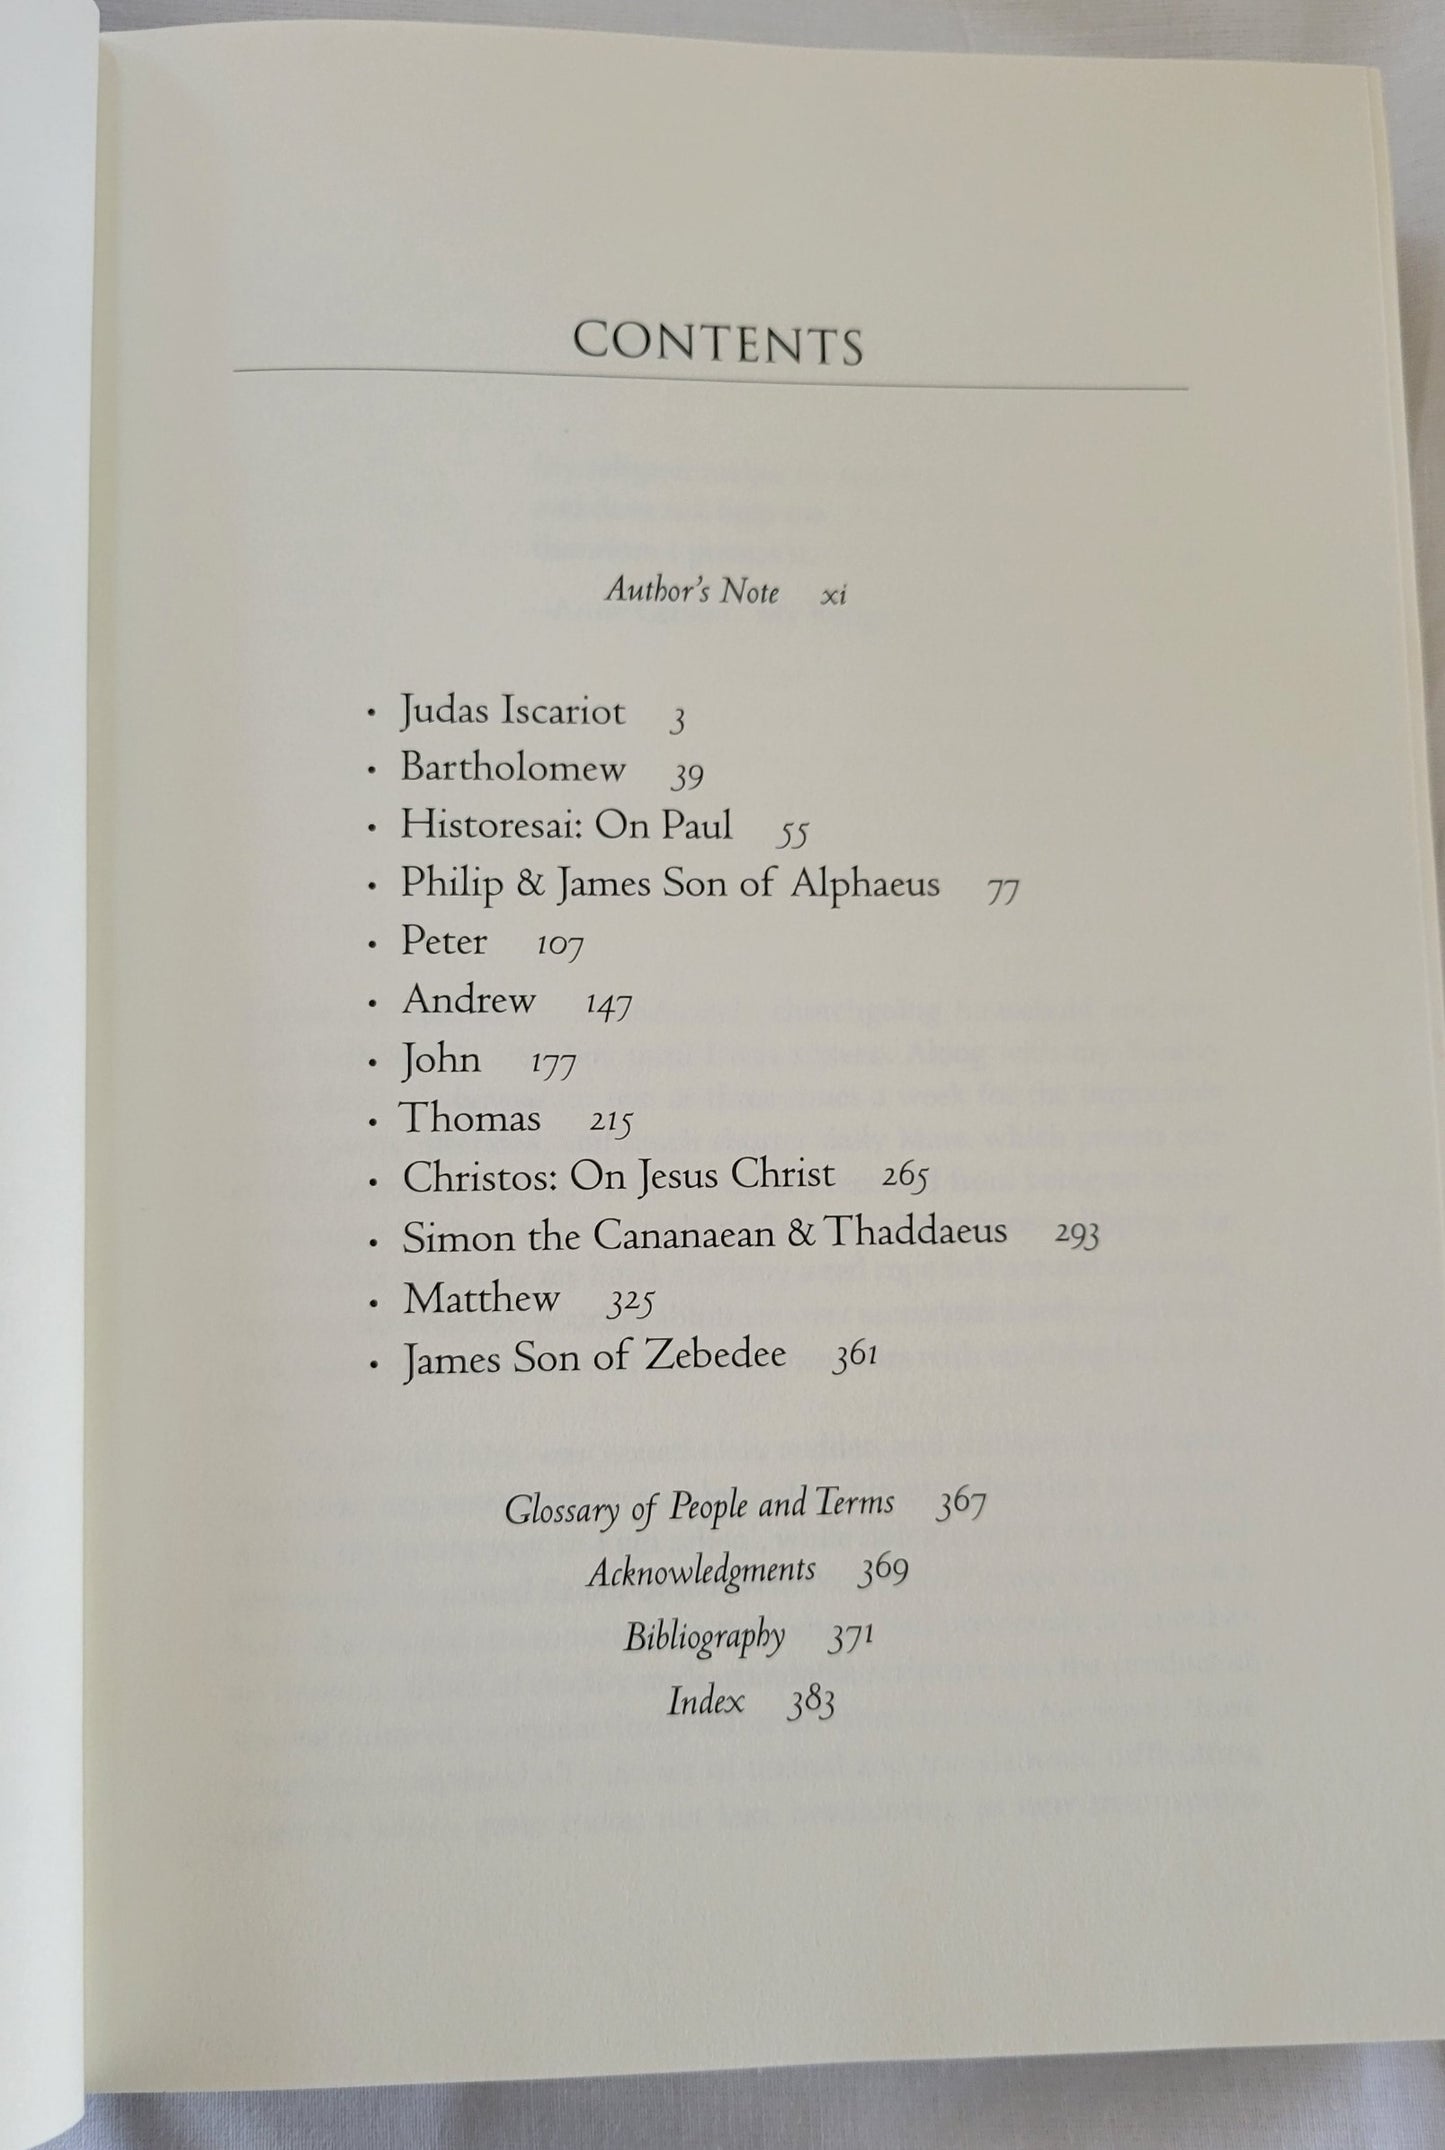 CONTENTS
Author's Note xi
• Judas Iscariot 3
• Bartholomew 39
• Historesai: On Paul 55
• Philip & James Son of Alphaeus 77
• Peter 107
• Andrew 147
• John 177
• Thomas 215
• Christos: On Jesus Christ 265
• Simon the Cananaean & Thaddaeus 293
• Matthew 325
• James Son of Zebedee 361
Glossary of People and Terms 367
Acknowledgments 369
Bibliography 371
Index 383